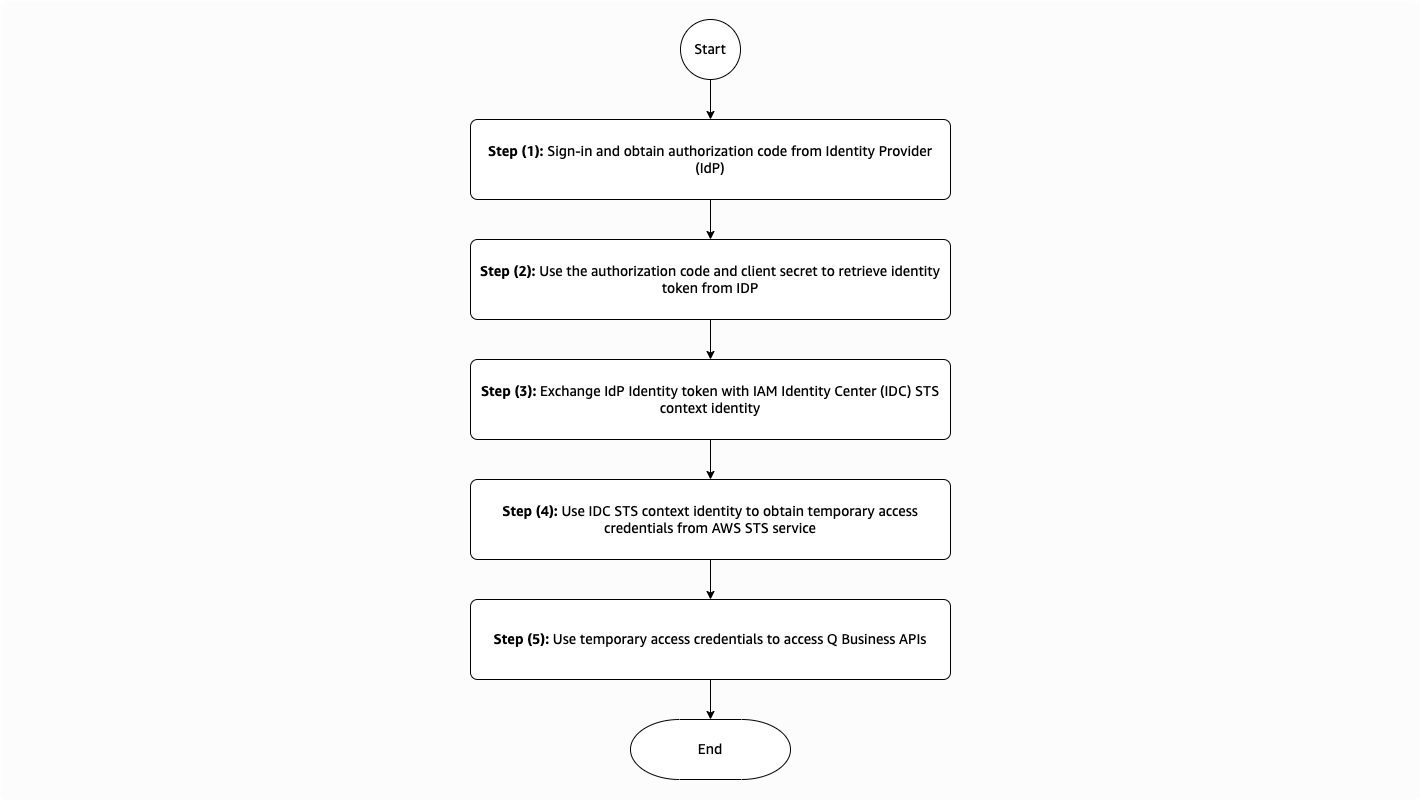 Start
Step (1): Sign-in and obtain authorization code from Identity Provider
(IdP)
Step (2): Use the authorization code and client secret to retrieve identity
token from IDP
Step (3): Exchange IdP Identity token with IAM Identity Center (IDC) STS
context identity
Step (4): Use IDC STS context identity to obtain temporary access
credentials from AWS STS service
Step (5): Use temporary access credentials to access Q Business APIs
End